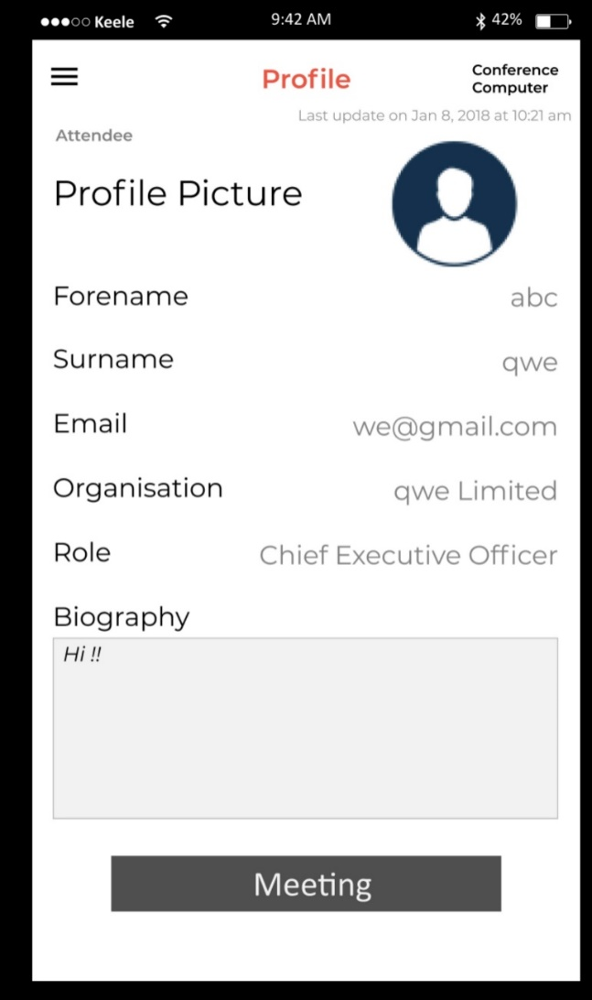 Keele 9:42 AM 42%
Profile
Conference
Computer
Last update on Jan 8, 2018 at 10:21 am
Attendee
Profile Picture
Forename abc
Surname qwe
Email we@gmail.com
Organisation qwe Limited
Role Chief Executive Officer
Biography
Hi !!
Meeting